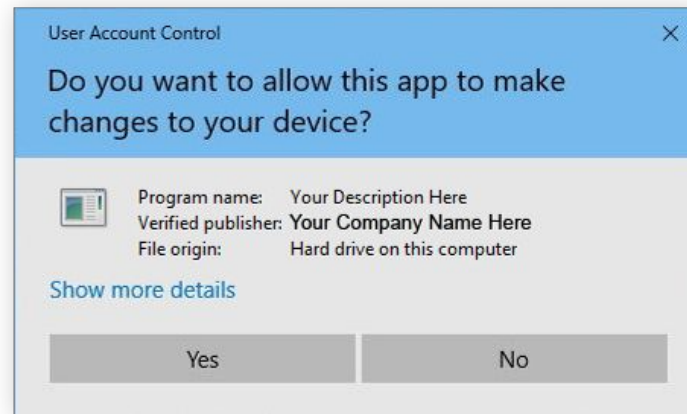 User Account Control
Do you want to allow this app to make
changes to your device?
Program name: Your Description Here
Verified publisher: Your Company Name Here
File origin: Hard drive on this computer
Show more details
Yes No